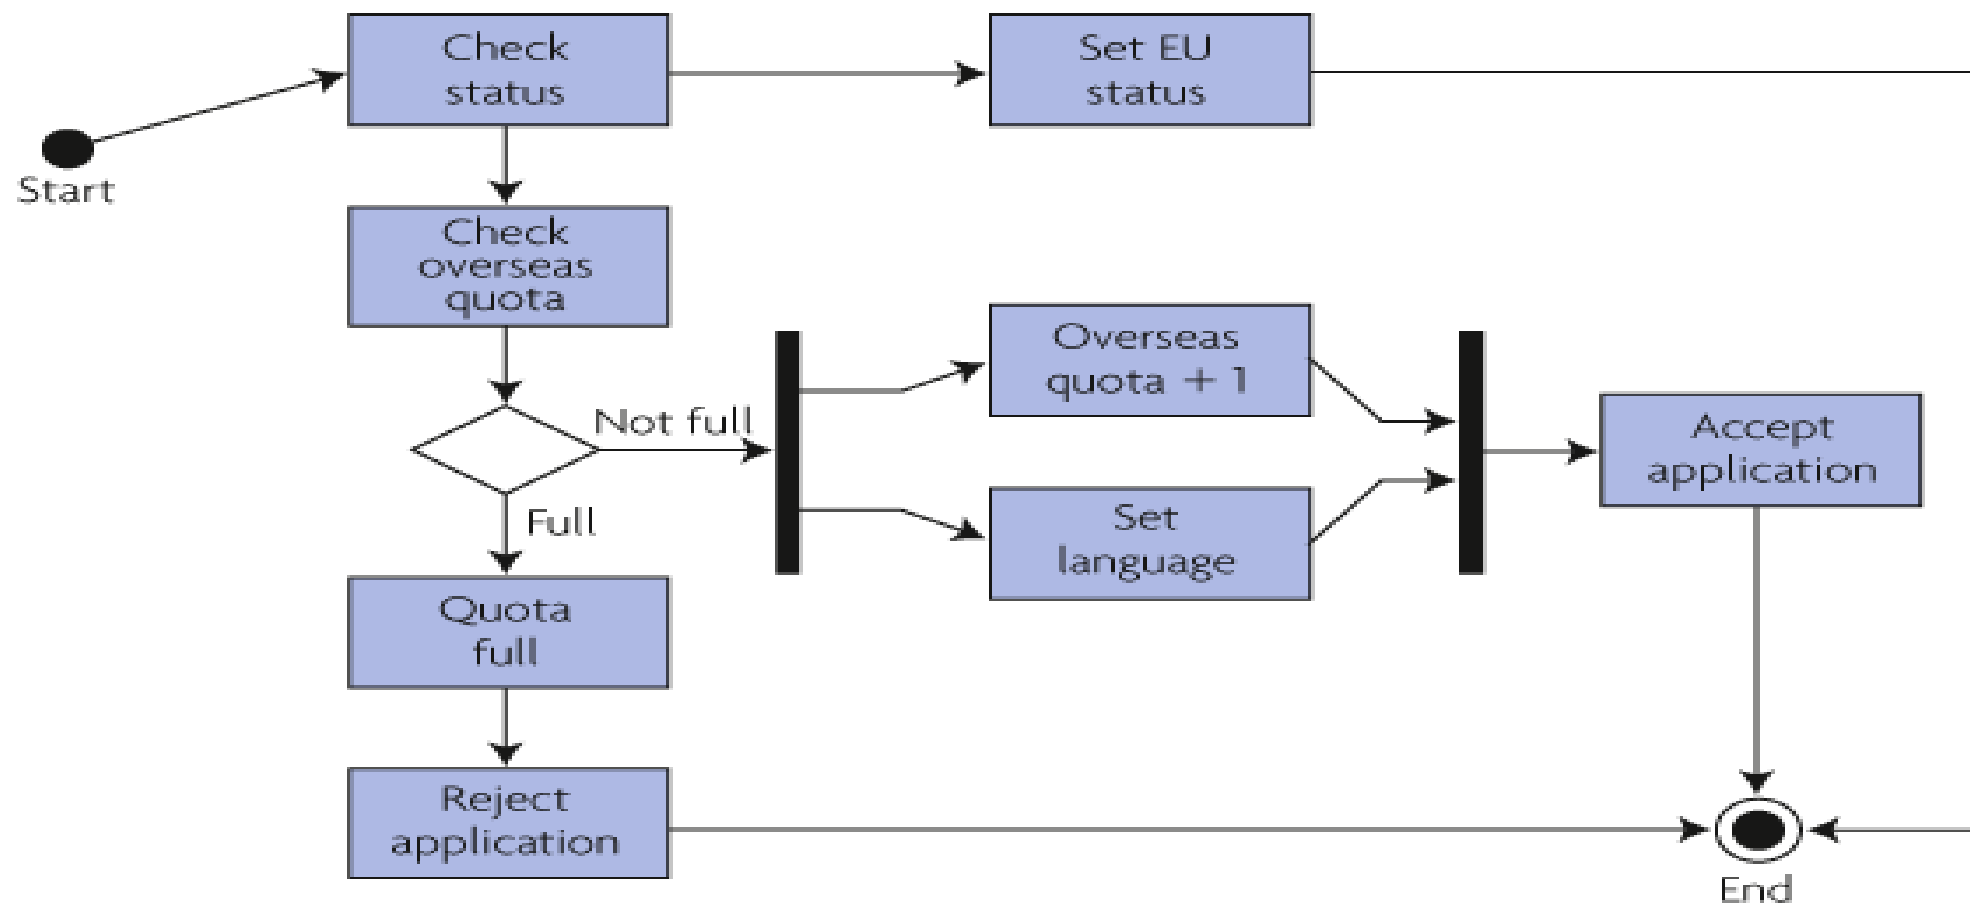 Check
status
Set EU
status
Start
Check
overseas
quota
Overseas
quota + 1
Not full
Accept
application
Full
Set
language
Quota
full
Reject
application
End